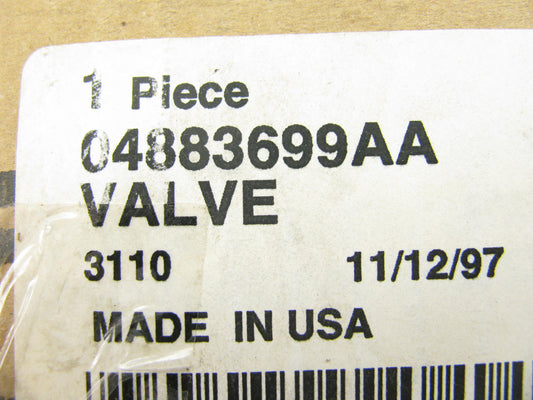 1 Piece
04883699AA
VALVE
3110 11/12/97
MADE IN USA